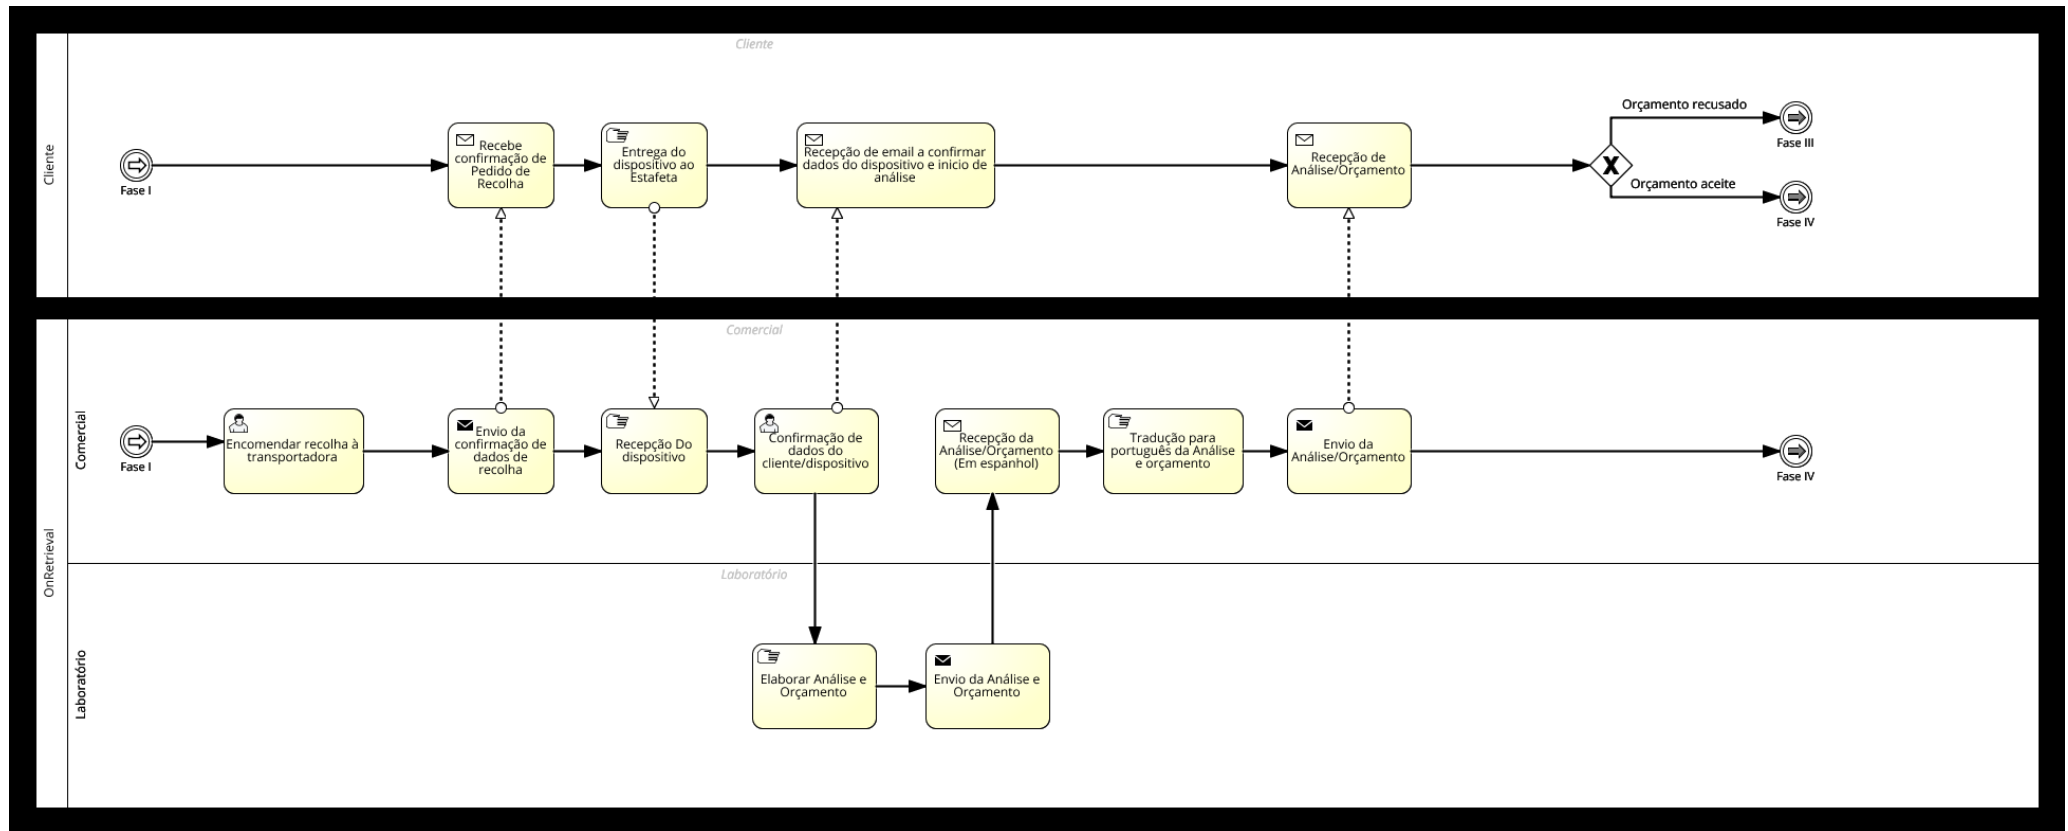 Cliente
Cliente
Orçamento recusado
Fase III
Recebe
confirmação de
Pedido de
Recolha
Entrega do
dispositivo ao
Estafeta
Recepção de email a confirmar
dados do dispositivo e inicio de
análise
Recepção de
Análise/Orçamento
Fase I
Orçamento aceite
Fase IV
OnRetrieval
Comercial
Comercial
Fase I
Encomendar recolha à
transportadora
Envio da
confirmação de
dados de
recolha
Recepção Do
dispositivo
Confirmação de
dados do
cliente/dispositivo
Recepção da
Análise/Orçamento
(Em espanhol)
Tradução para
português da Análise
e orçamento
Envio da
Análise/Orçamento
Fase IV
Laboratório
Laboratório
Elaborar Análise e
Orçamento
Envio da Análise e
Orçamento